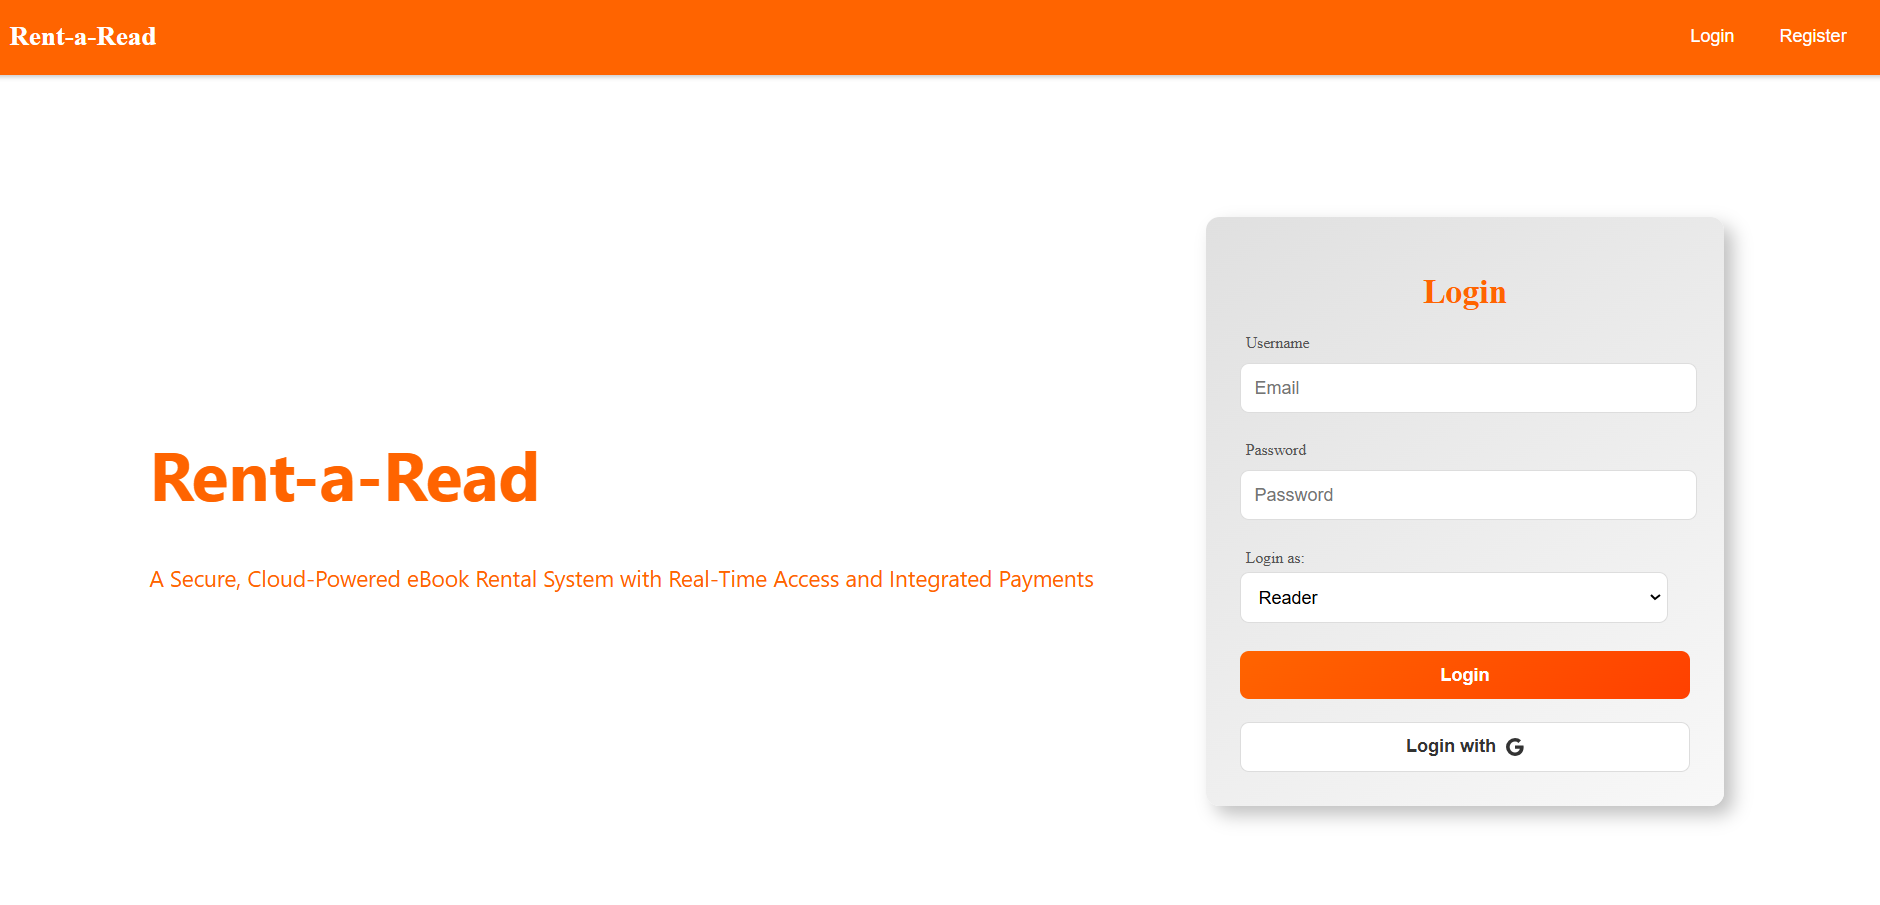 Rent-a-Read
Login
Register
Rent-a-Read
A Secure, Cloud-Powered eBook Rental System with Real-Time Access and Integrated Payments
Login
Username
Email
Password
Password
Login as:
Reader
Login
Login with G